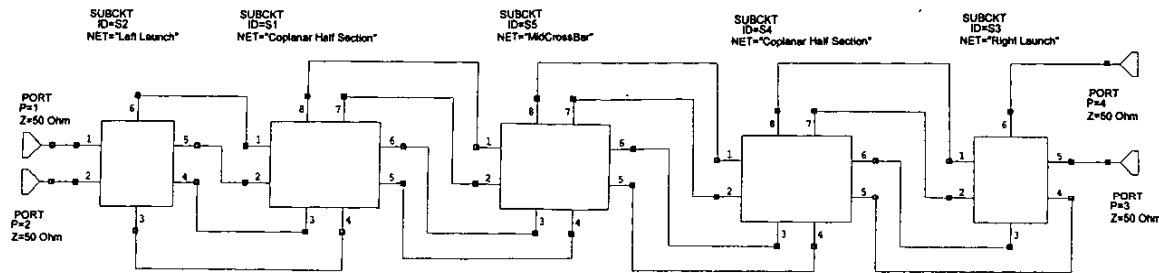 SUBCKT
ID=S2
NET="Left Launch"
SUBCKT
ID=S1
NET="Coplanar Half Section"
SUBCKT
ID=S5
NET="MidCrossBar"
SUBCKT
ID=S4
NET="Coplanar Half Section"
SUBCKT
ID=S3
NET="Right Launch"
PORT
P=1
Z=50 Ohm
PORT
P=2
Z=50 Ohm
1
2
3
4
5
6
1
2
3
4
5
6
7
8
1
2
3
4
5
6
7
8
1
2
3
4
5
6
7
8
1
2
3
4
5
6
PORT
P=4
Z=50 Ohm
PORT
P=3
Z=50 Ohm